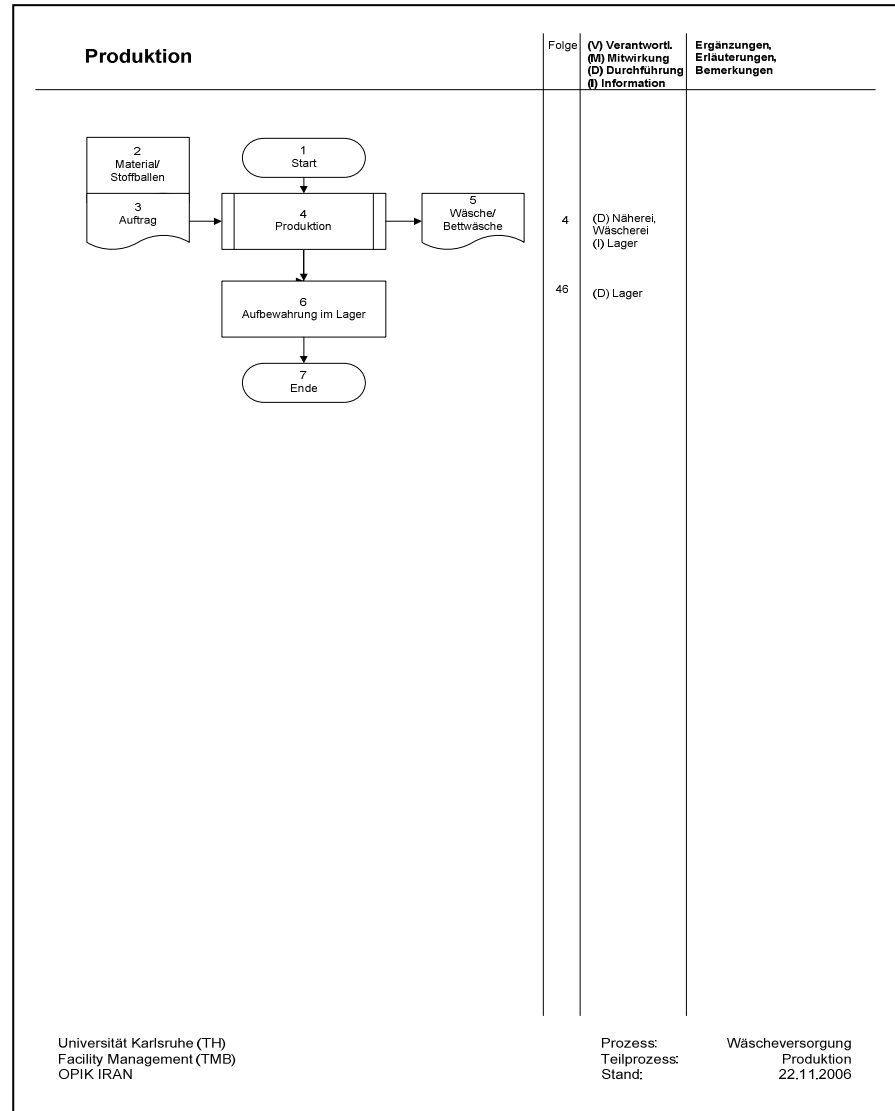 Produktion
Folge
(V) Verantwortl.
(M) Mitwirkung
(D) Durchführung
(I) Information
Ergänzungen,
Erläuterungen,
Bemerkungen
1
Start
2
Material/
Stoffballen
3
Auftrag
4
Produktion
5
Wäsche/
Bettwäsche
4
(D) Näherei,
Wäscherei
(I) Lager
6
Aufbewahrung im Lager
46
(D) Lager
7
Ende
Universität Karlsruhe (TH)
Facility Management (TMB)
OPIK IRAN
Prozess: Wäscheversorgung
Teilprozess: Produktion
Stand: 22.11.2006